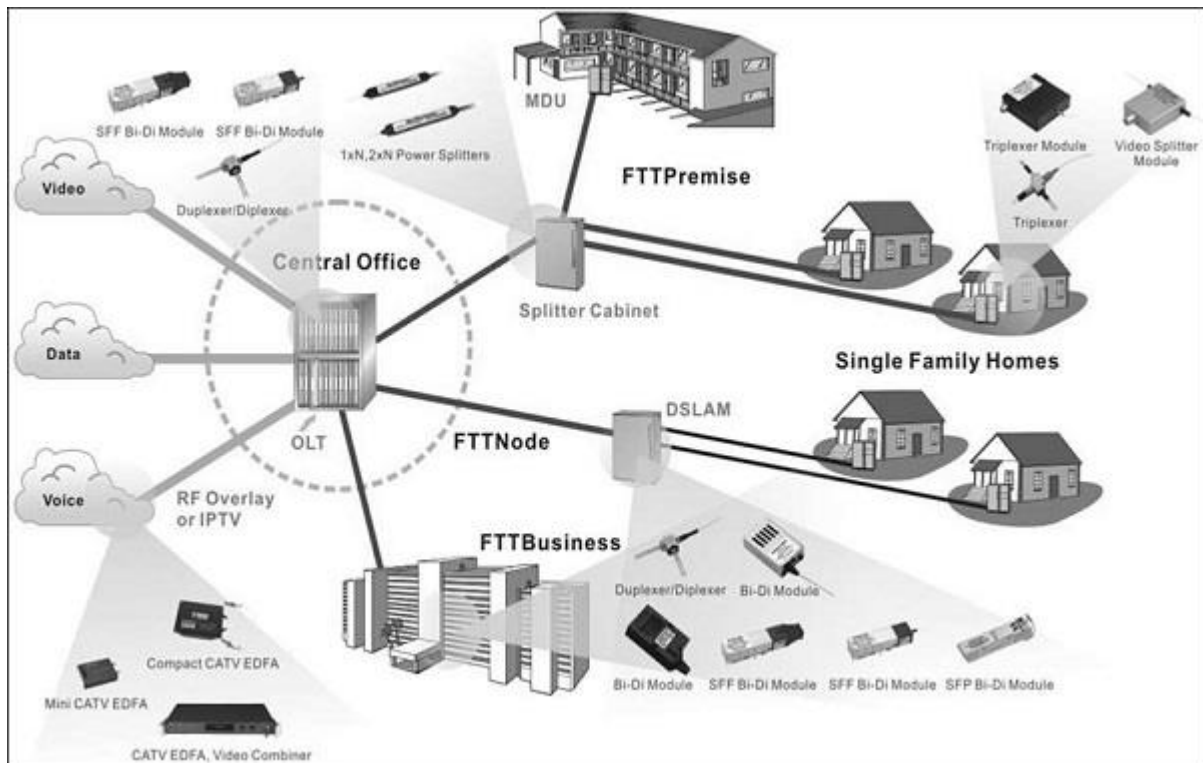 MDU
SFF Bi-Di Module
SFF Bi-Di Module
1xN,2xN Power Splitters
Triplexer Module
Video Splitter
Module
Video
FTTPremise
Duplexer/Diplexer
Triplexer
Central Office
Splitter Cabinet
Data
Single Family Homes
DSLAM
OLT
FTTNode
Voice
RF Overlay
or IPTV
FTTBusiness
Duplexer/Diplexer
Bi-Di Module
Compact CATV EDFA
Bi-Di Module
SFF Bi-Di Module
SFF Bi-Di Module
SFP Bi-Di Module
Mini CATV EDFA
CATV EDFA, Video Combiner